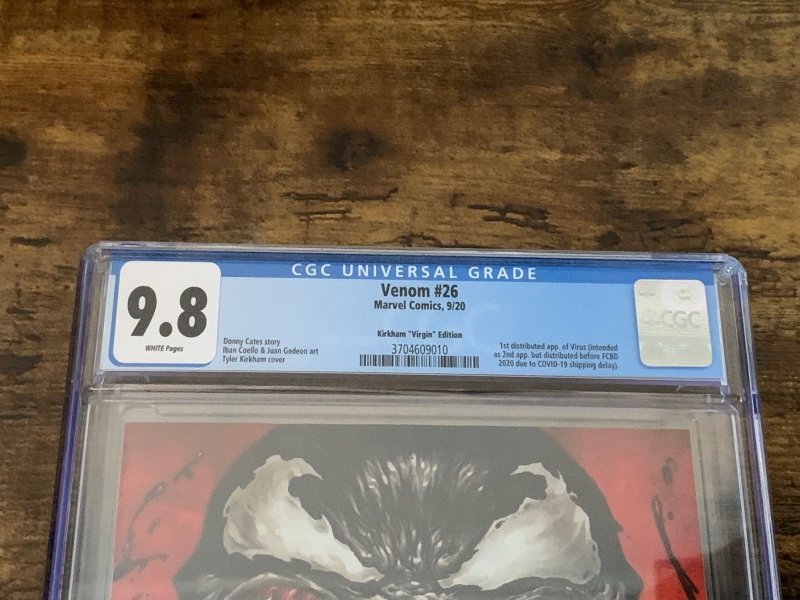 CGC UNIVERSAL GRADE
9.8
WHITE Pages
Venom #26
Marvel Comics, 9/20
Kirkham "Virgin" Edition
Donny Cates story
Iban Coello & Juan Gedeon art
Tyler Kirkham cover
3704609010
1st distributed app. of Virus (intended
as 2nd app. but distributed before FCBD
2020 due to COVID-19 shipping delay).
CGC